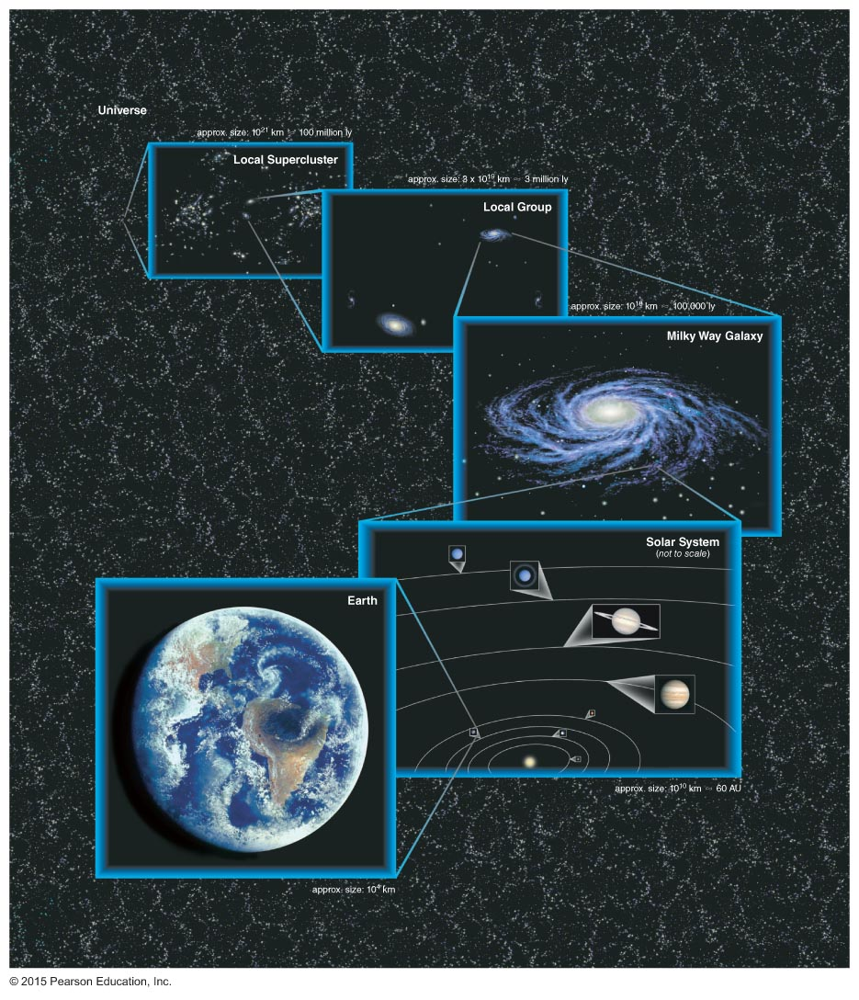 Universe
approx. size: 10²¹ km ≈ 100 million ly
Local Supercluster
approx. size: 3 x 10¹⁹ km ≈ 3 million ly
Local Group
approx. size: 10¹⁸ km ≈ 100,000 ly
Milky Way Galaxy
Solar System
(not to scale)
Earth
approx. size: 10¹⁰ km ≈ 60 AU
approx. size: 10⁴ km
© 2015 Pearson Education, Inc.